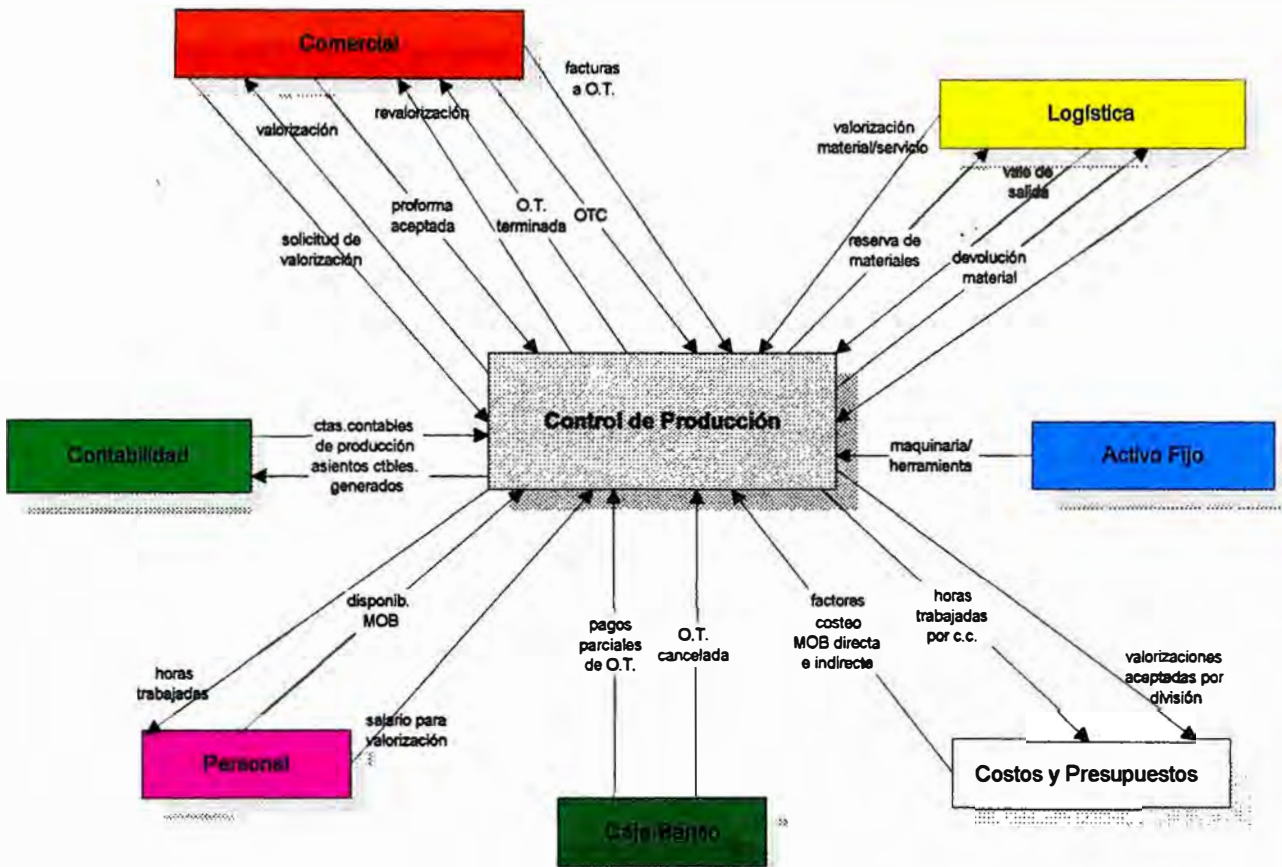 Comercial
facturas
a O.T.
Logística
valorización
revalorización
valorización
material/servicio
vale de
salida
proforma
aceptada
O.T.
terminada
OTC
solicitud de
valorización
reserva de
materiales
devolución
material
Control de Producción
Contabilidad
ctas.contables
de producción
asientos ctbles.
generados
maquinaria/
herramienta
Activo Fijo
disponib.
MOB
pagos
parciales
de O.T.
O.T.
cancelada
factores
costeo
MOB directa
e indirecta
horas
trabajadas
por c.c.
horas
trabajadas
salario para
valorización
valorizaciones
aceptadas por
división
Personal
Costos y Presupuestos
Caja-Banco